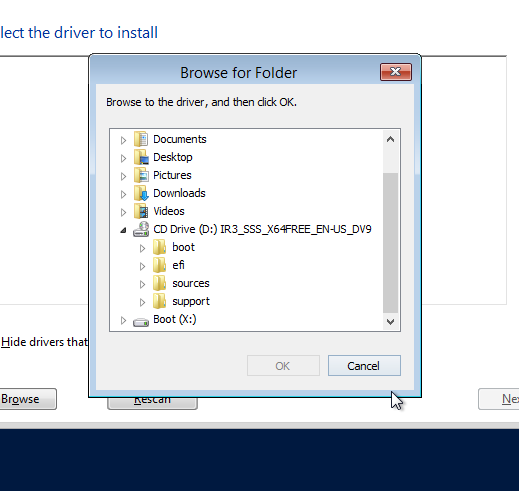 lect the driver to install
Browse for Folder
Browse to the driver, and then click OK.
Documents
Desktop
Pictures
Downloads
Videos
CD Drive (D:) IR3_SSS_X64FREE_EN-US_DV9
boot
efi
sources
support
Boot (X:)
Hide drivers that
OK Cancel
Browse Rescan Nex